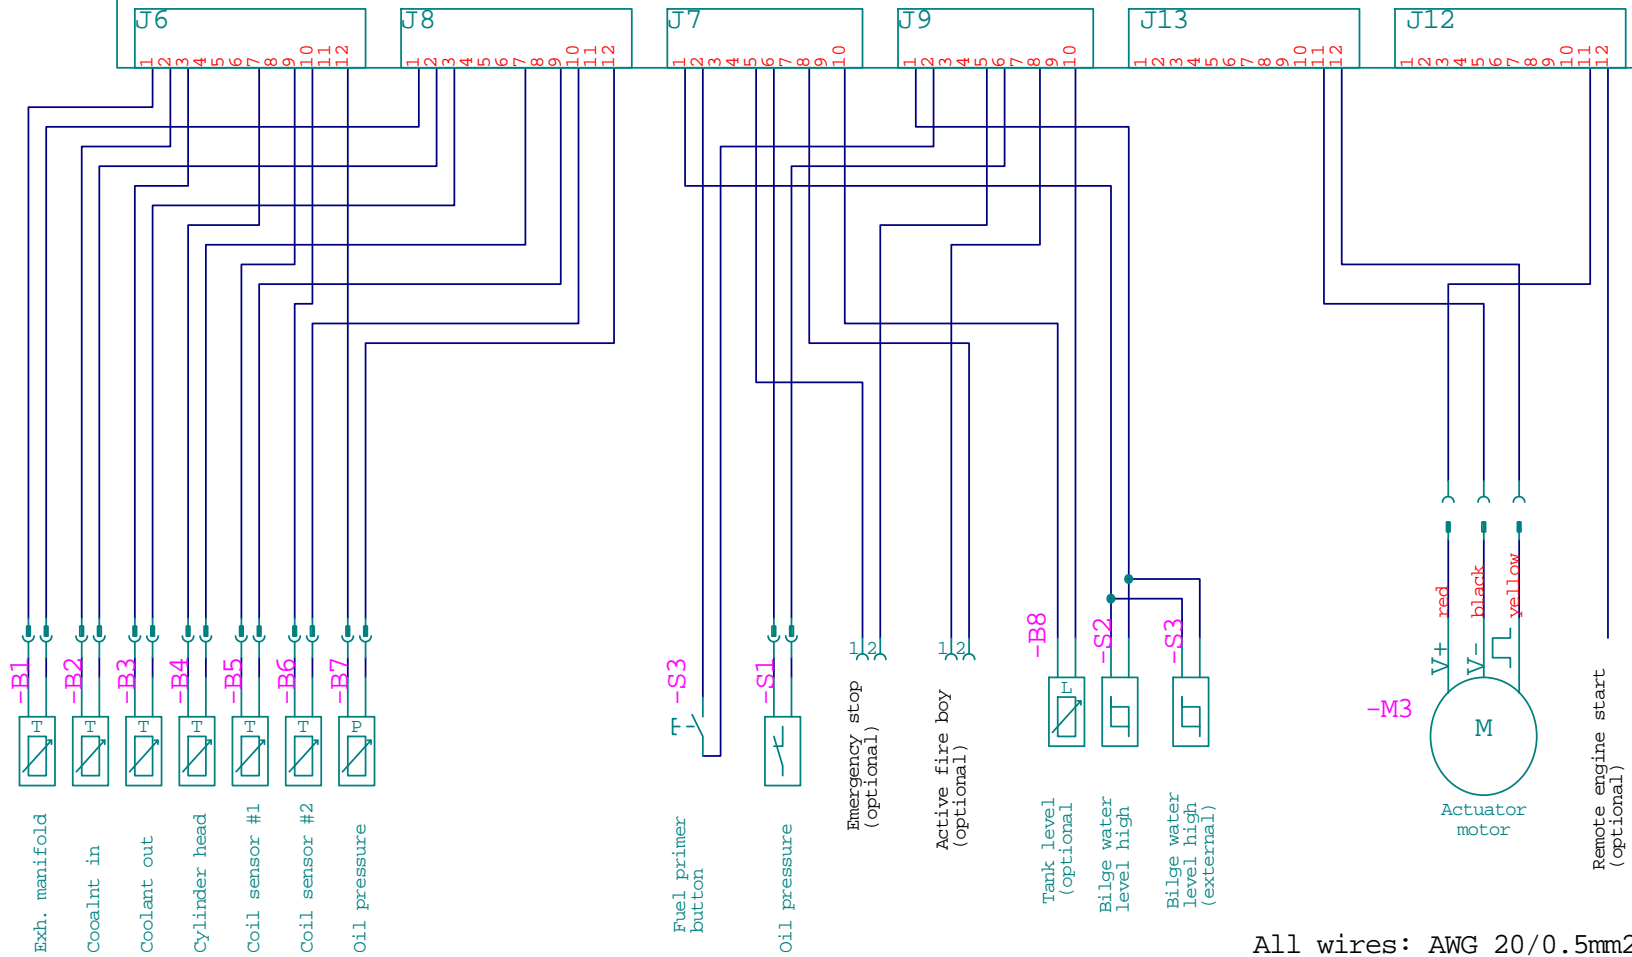 J6
J8
J7
J9
J13
J12
1 2 3 4 5 6 7 8 9 10 11 12
1 2 3 4 5 6 7 8 9 10 11 12
1 2 3 4 5 6 7 8 9 10
1 2 3 4 5 6 7 8 9 10
1 2 3 4 5 6 7 8 9 10 11 12
1 2 3 4 5 6 7 8 9 10 11 12
red
black
yellow
-B1
-B2
-B3
-B4
-B5
-B6
-B7
-S3
-S1
1 2
1 2
-B8
-S2
-S3
V+
V-
-M3
T
T
T
T
T
T
P
L
M
Exh. manifold
Cooalnt in
Coolant out
Cylinder head
Coil sensor #1
Coil sensor #2
Oil pressure
Fuel primer
button
Oil pressure
Emergency stop
(optional)
Active fire boy
(optional)
Tank level
(optional
Bilge water
level high
Bilge water
level high
(external)
Actuator
motor
Remote engine start
(optional)
All wires: AWG 20/0.5mm2